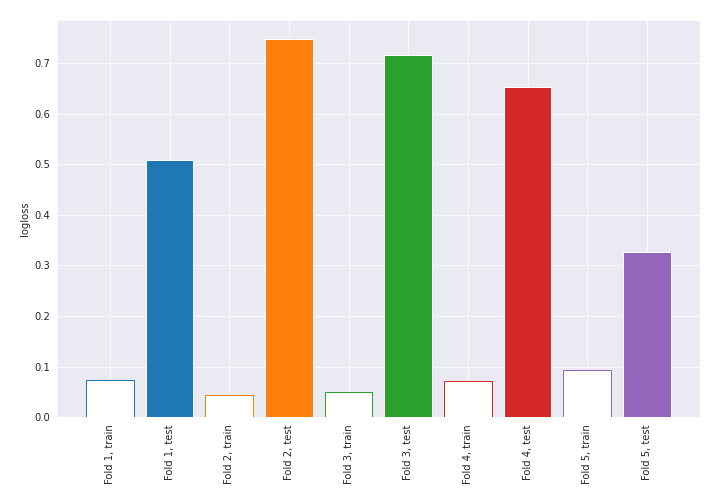 logloss
0.7
0.6
0.5
0.4
0.3
0.2
0.1
0.0
Fold 1, train
Fold 1, test
Fold 2, train
Fold 2, test
Fold 3, train
Fold 3, test
Fold 4, train
Fold 4, test
Fold 5, train
Fold 5, test